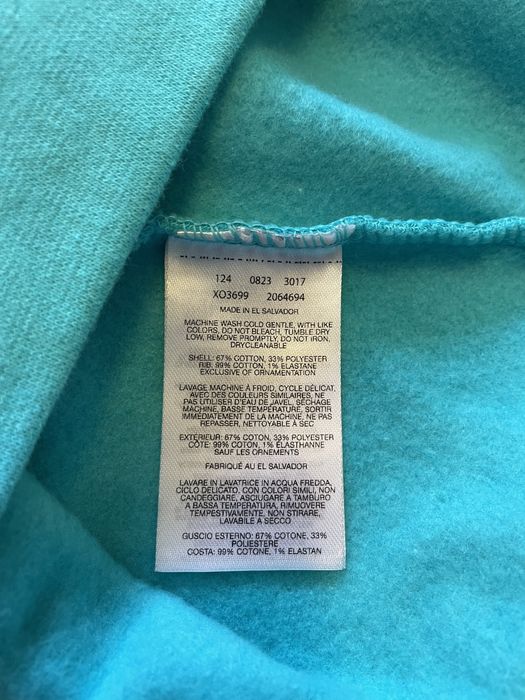 124 0823 3017
XO3699 2064694
MADE IN EL SALVADOR
MACHINE WASH COLD GENTLE, WITH LIKE
COLORS, DO NOT BLEACH, TUMBLE DRY
LOW, REMOVE PROMPTLY, DO NOT IRON,
DRYCLEANABLE
SHELL: 67% COTTON, 33% POLYESTER
RIB: 99% COTTON, 1% ELASTANE
EXCLUSIVE OF ORNAMENTATION
LAVAGE MACHINE À FROID, CYCLE DÉLICAT,
AVEC DES COULEURS SIMILAIRES, NE
PAS UTILISER D'EAU DE JAVEL, SÉCHAGE
MACHINE, BASSE TEMPÉRATURE, SORTIR
IMMÉDIATEMENT DE LA MACHINE, NE PAS
REPASSER, NETTOYABLE À SEC
EXTERIEUR: 67% COTON, 33% POLYESTER
CÔTE: 99% COTON, 1% ÉLASTHANNE
SAUF LES ORNEMENTS
FABRIQUÉ AU EL SALVADOR
LAVARE IN LAVATRICE IN ACQUA FREDDA,
CICLO DELICATO, CON COLORI SIMILI, NON
CANDEGGIARE, ASCIUGARE A TAMBURO
A BASSA TEMPERATURA, RIMUOVERE
TEMPESTIVAMENTE, NON STIRARE,
LAVABILE A SECCO
GUSCIO ESTERNO: 67% COTONE, 33%
POLIESTERE
COSTA: 99% COTONE, 1% ELASTAN